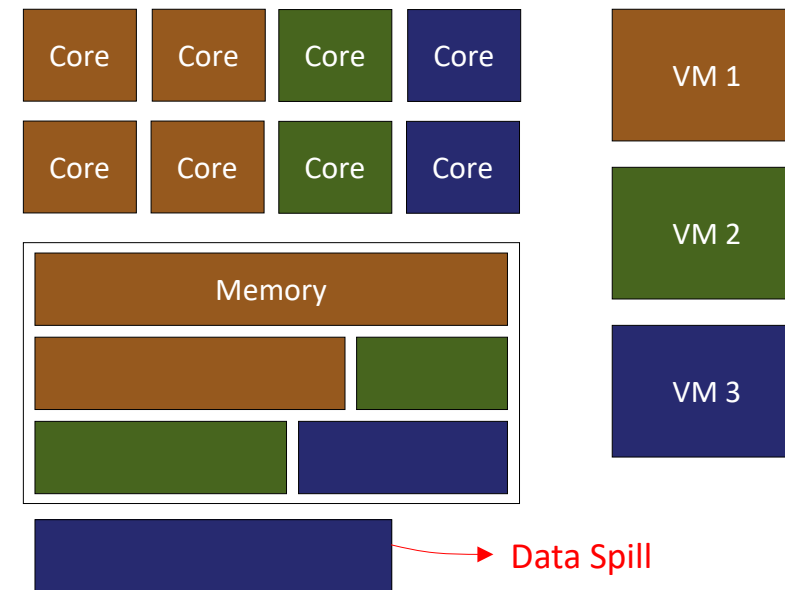 Core Core Core Core
Core Core Core Core
Memory
VM 1
VM 2
VM 3
Data Spill